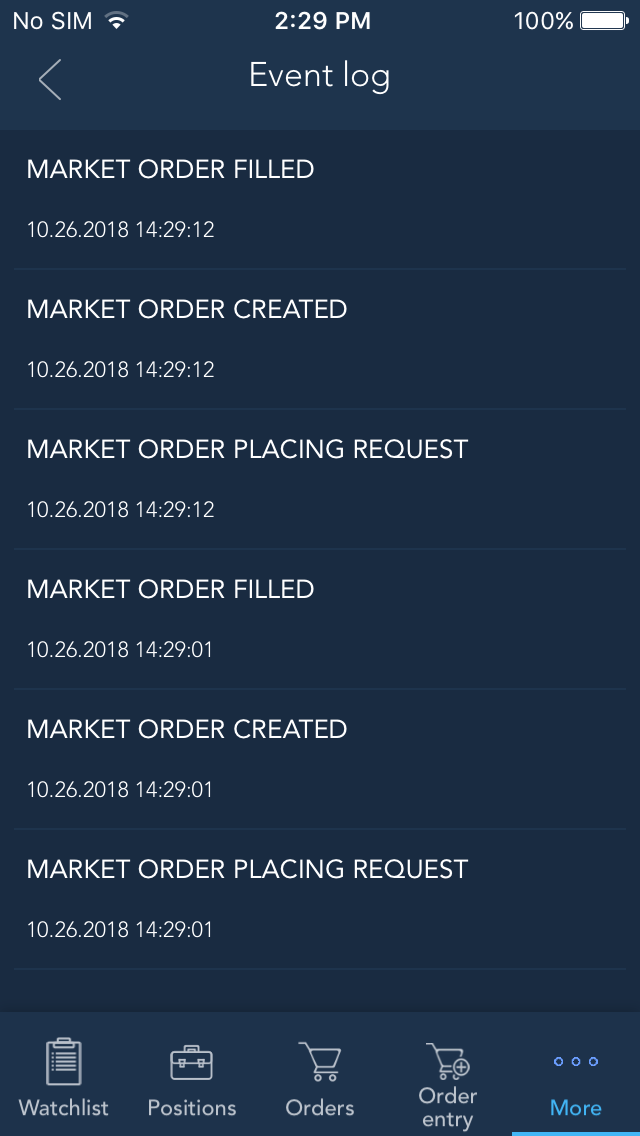 No SIM 2:29 PM 100%
Event log
MARKET ORDER FILLED
10.26.2018 14:29:12
MARKET ORDER CREATED
10.26.2018 14:29:12
MARKET ORDER PLACING REQUEST
10.26.2018 14:29:12
MARKET ORDER FILLED
10.26.2018 14:29:01
MARKET ORDER CREATED
10.26.2018 14:29:01
MARKET ORDER PLACING REQUEST
10.26.2018 14:29:01
Watchlist
Positions
Orders
Order
entry
More